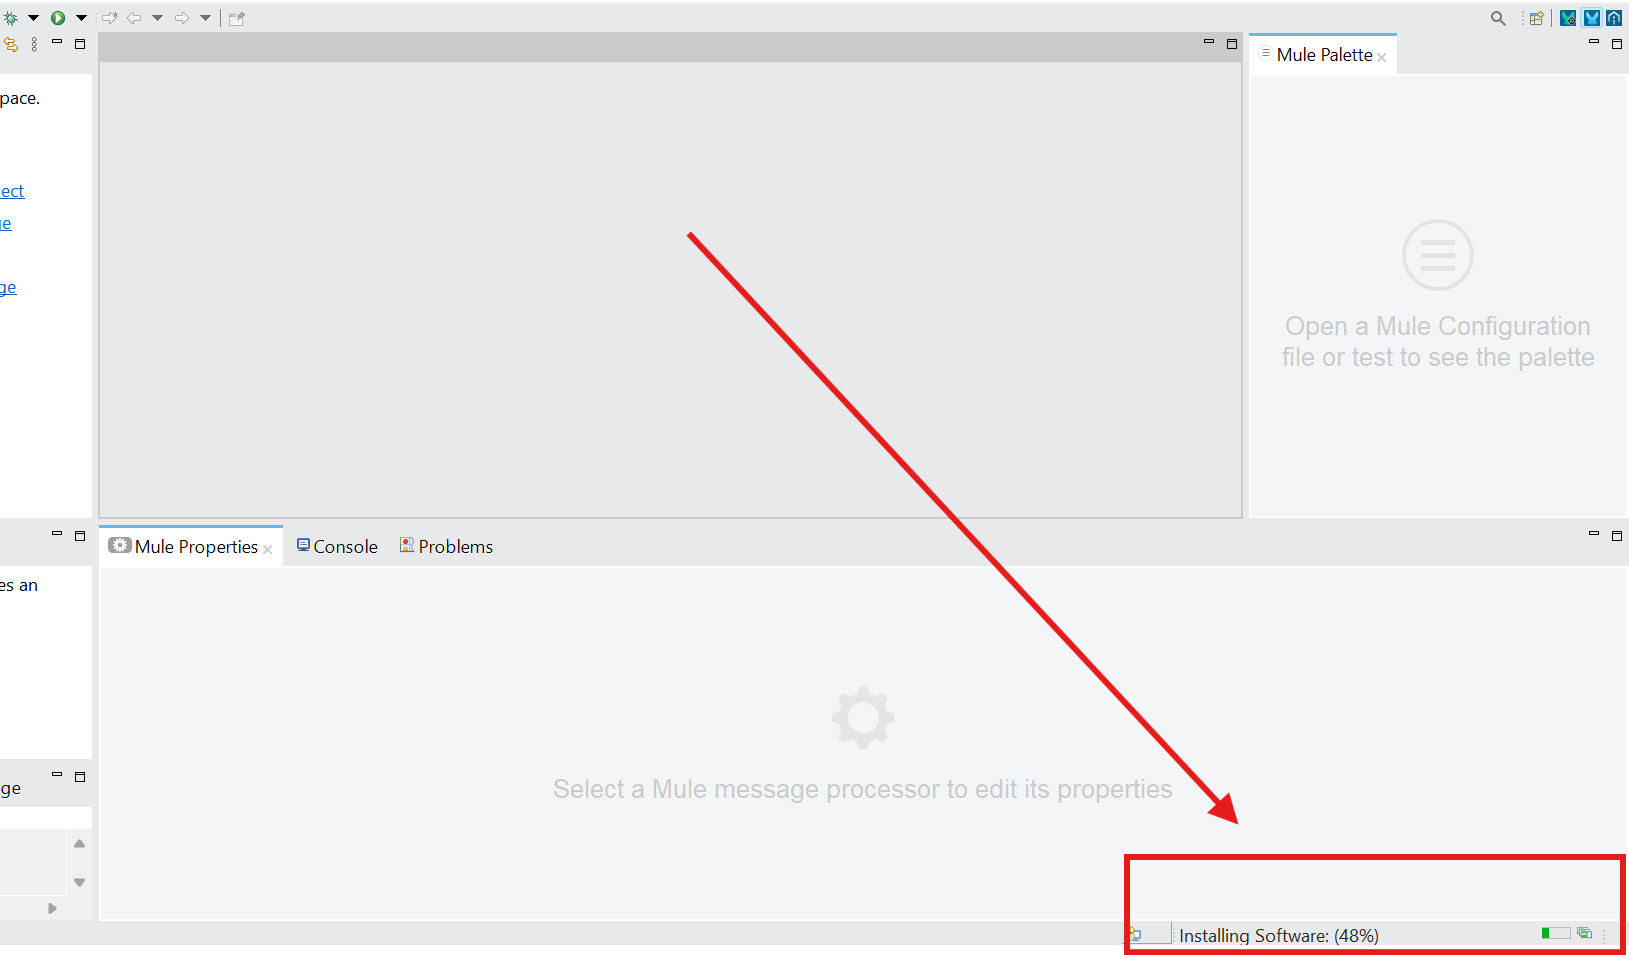 Mule Palette
pace.
ect
e
ge
Open a Mule Configuration
file or test to see the palette
Mule Properties
Console
Problems
es an
Select a Mule message processor to edit its properties
ge
Installing Software: (48%)